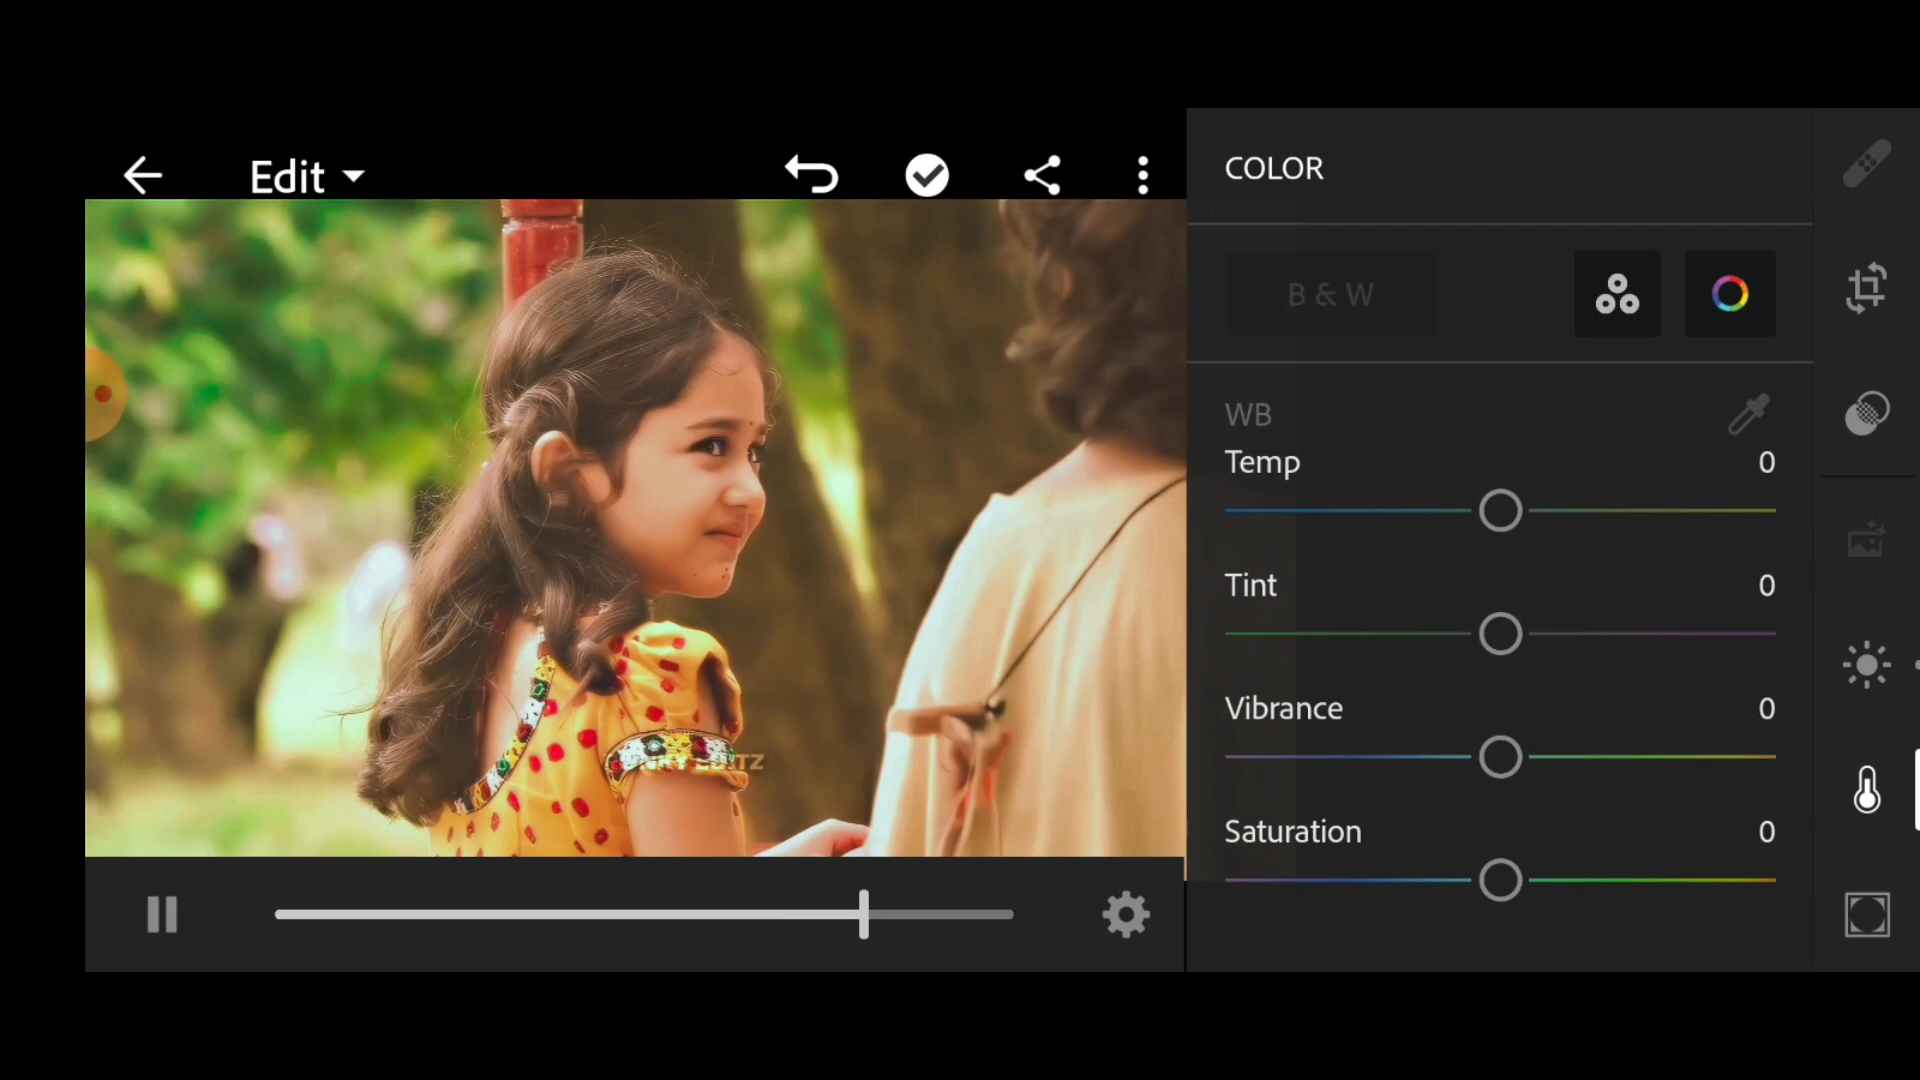 Edit
COLOR
B & W
WB
Temp 0
Tint 0
Vibrance 0
Saturation 0